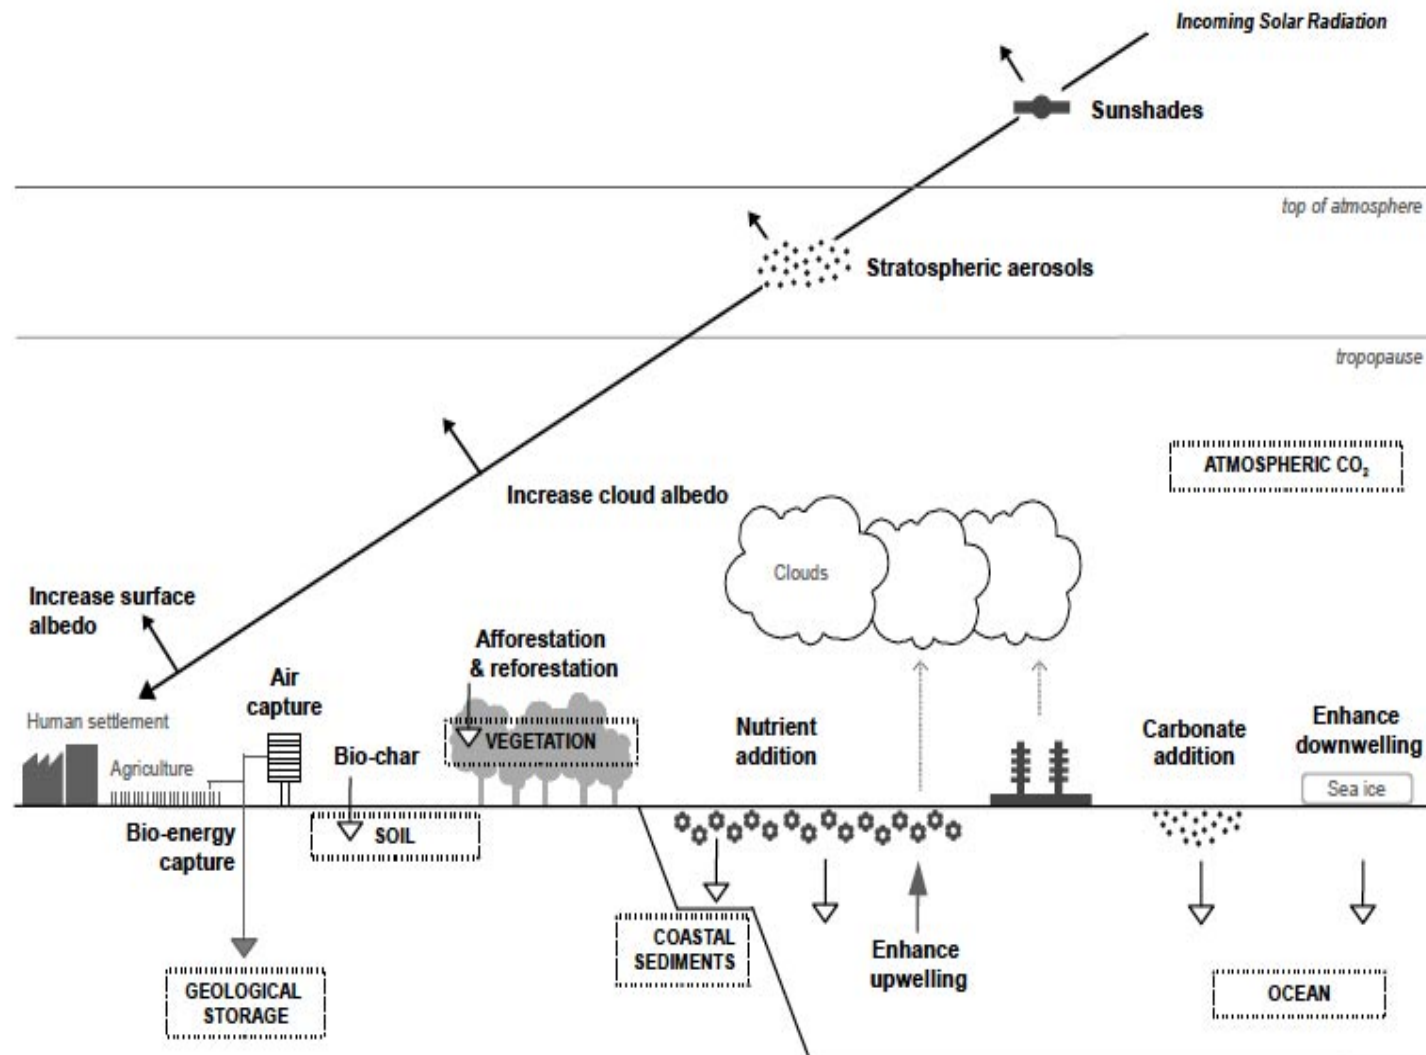 Incoming Solar Radiation
Sunshades
top of atmosphere
Stratospheric aerosols
tropopause
ATMOSPHERIC CO₂
Increase cloud albedo
Clouds
Increase surface
albedo
Afforestation
& reforestation
Air
capture
Human settlement
Agriculture
Bio-char
VEGETATION
Nutrient
addition
Carbonate
addition
Enhance
downwelling
Sea ice
Bio-energy
capture
SOIL
COASTAL
SEDIMENTS
Enhance
upwelling
GEOLOGICAL
STORAGE
OCEAN